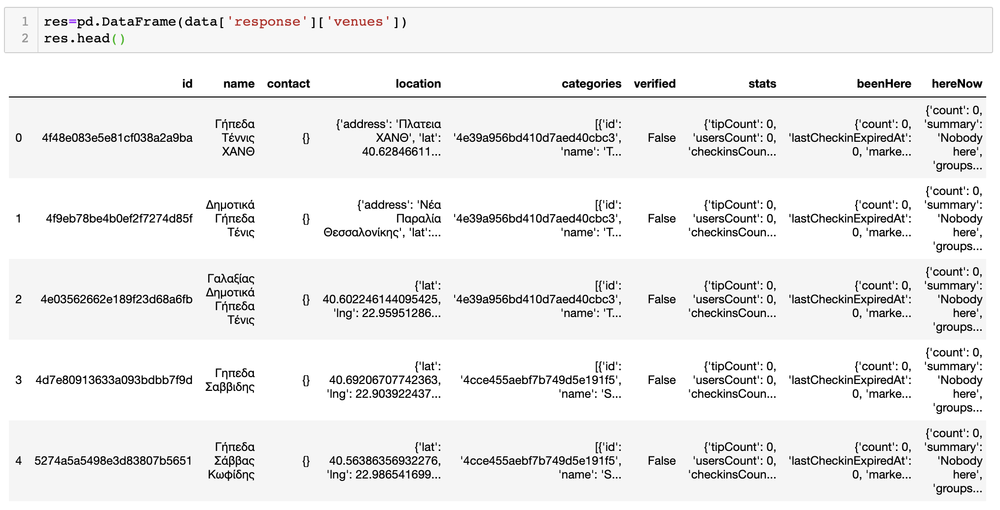 1 res=pd.DataFrame(data['response']['venues'])
2 res.head()
id name contact location categories verified stats beenHere hereNow
0 4f48e083e5e81cf038a2a9ba
Γήπεδα
Τέννις
ΧΑΝΘ
{}
{'address': 'Πλατεια
ΧΑΝΘ', 'lat':
40.62846611...
[{'id':
'4e39a956bd410d7aed40cbc3',
'name': 'T...
False
{'tipCount': 0,
'usersCount': 0,
'checkinsCoun...
{'count': 0,
'lastCheckinExpiredAt':
0, 'marke...
{'count': 0,
'summary':
'Nobody
here',
'groups...
1 4f9eb78be4b0ef2f7274d85f
Δημοτικά
Γήπεδα
Τένις
{}
{'address': 'Νέα
Παραλία
Θεσσαλονίκης', 'lat':...
[{'id':
'4e39a956bd410d7aed40cbc3',
'name': 'T...
False
{'tipCount': 0,
'usersCount': 0,
'checkinsCoun...
{'count': 0,
'lastCheckinExpiredAt':
0, 'marke...
{'count': 0,
'summary':
'Nobody
here',
'groups...
2 4e03562662e189f23d68a6fb
Γαλαξίας
Δημοτικά
Γήπεδα
Τένις
{}
{'lat':
40.602246144095425,
'lng': 22.95951286...
[{'id':
'4e39a956bd410d7aed40cbc3',
'name': 'T...
False
{'tipCount': 0,
'usersCount': 0,
'checkinsCoun...
{'count': 0,
'lastCheckinExpiredAt':
0, 'marke...
{'count': 0,
'summary':
'Nobody
here',
'groups...
3 4d7e80913633a093bdbb7f9d
Γηπεδα
Σαββιδης
{}
{'lat':
40.69206707742363,
'lng': 22.903922437...
[{'id':
'4cce455aebf7b749d5e191f5',
'name': 'S...
False
{'tipCount': 0,
'usersCount': 0,
'checkinsCoun...
{'count': 0,
'lastCheckinExpiredAt':
0, 'marke...
{'count': 0,
'summary':
'Nobody
here',
'groups...
4 5274a5a5498e3d83807b5651
Γήπεδα
Σάββας
Κωφίδης
{}
{'lat':
40.56386356932276,
'lng': 22.986541699...
[{'id':
'4cce455aebf7b749d5e191f5',
'name': 'S...
False
{'tipCount': 0,
'usersCount': 0,
'checkinsCoun...
{'count': 0,
'lastCheckinExpiredAt':
0, 'marke...
{'count': 0,
'summary':
'Nobody
here',
'groups...